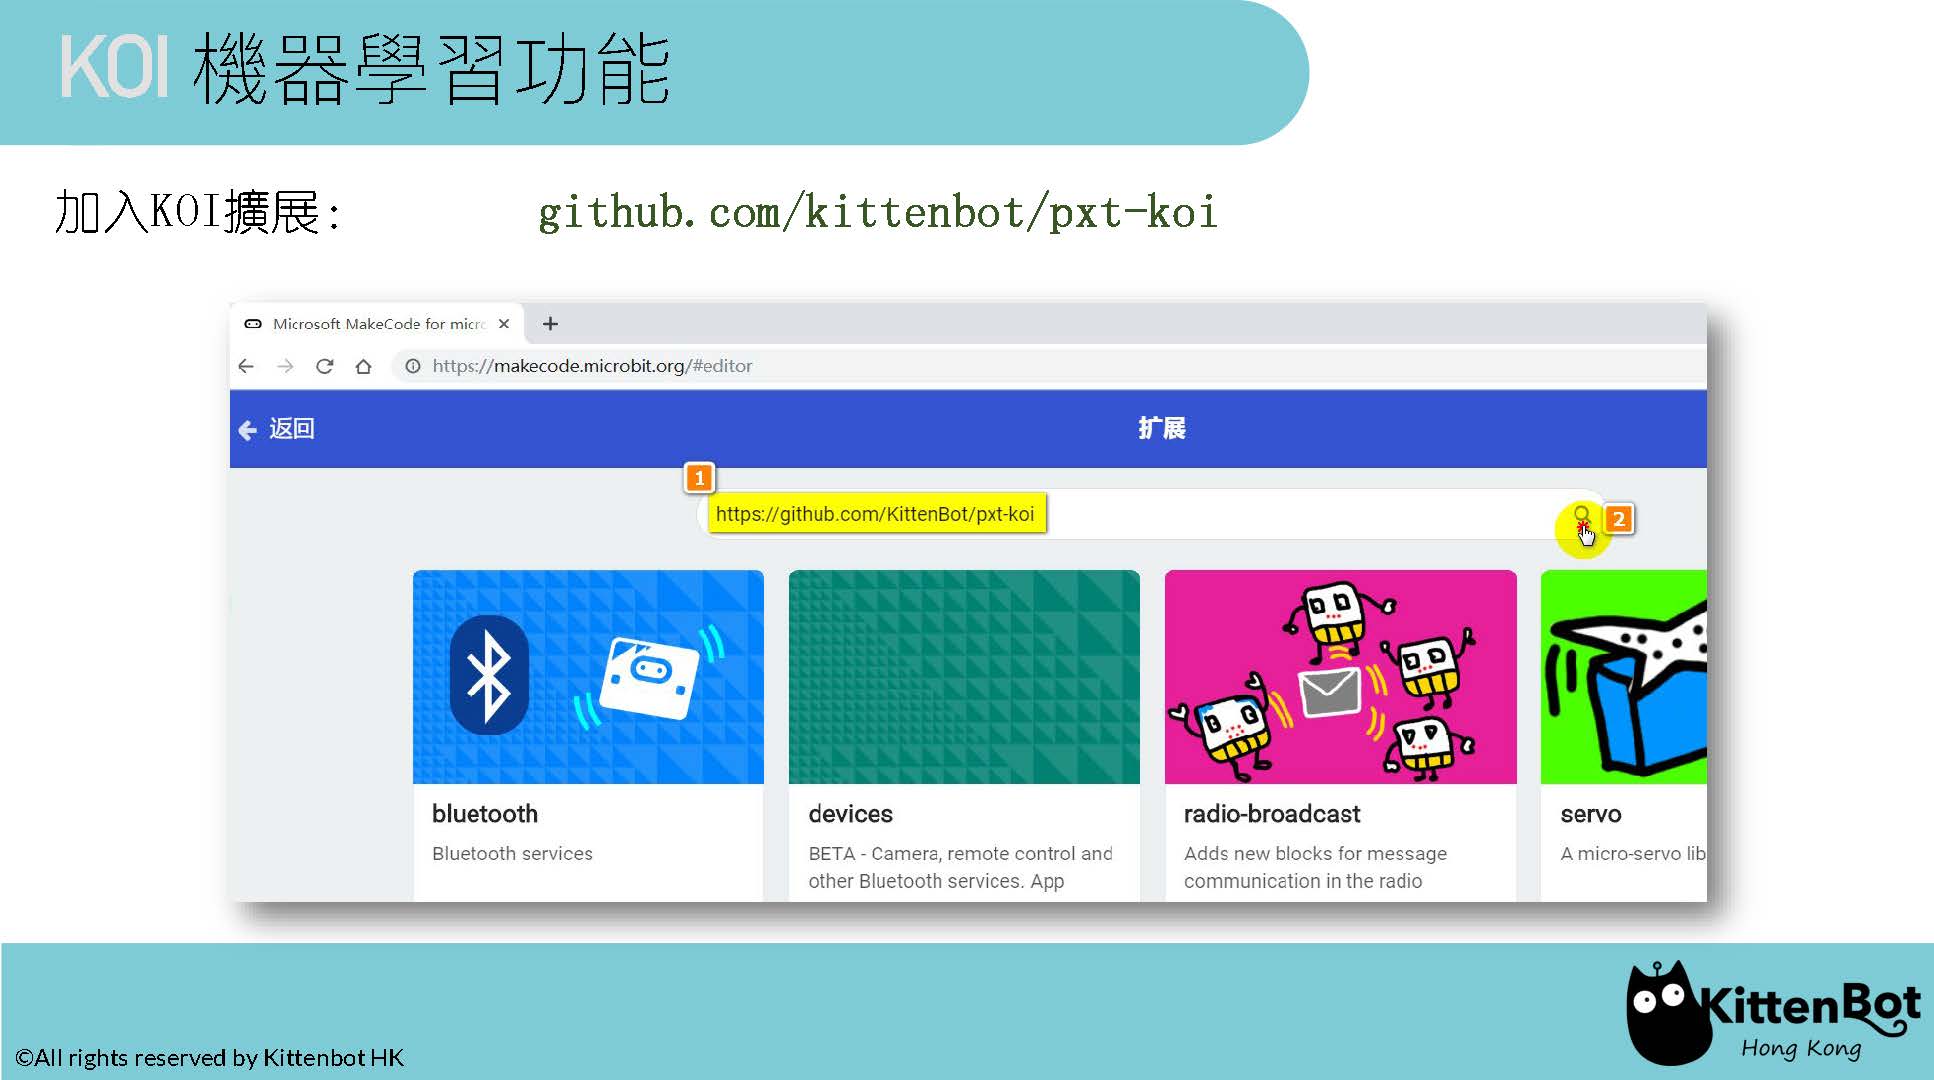 KOI 機器學習功能
加入KOI擴展: github.com/kittenbot/pxt-koi
Microsoft MakeCode for micro
https://makecode.microbit.org/#editor
返回 扩展
1
https://github.com/KittenBot/pxt-koi
2
bluetooth
Bluetooth services
devices
BETA - Camera, remote control and
other Bluetooth services. App
radio-broadcast
Adds new blocks for message
communication in the radio
servo
A micro-servo lib
©All rights reserved by Kittenbot HK
KittenBot
Hong Kong